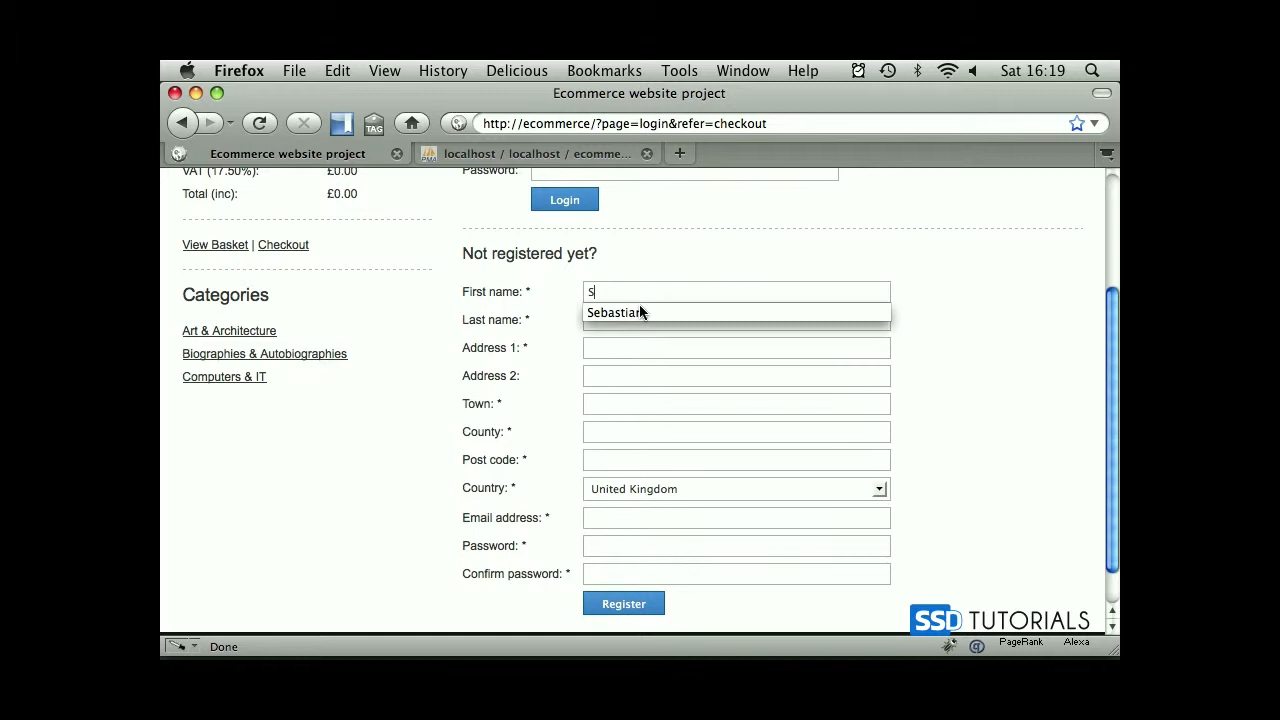 Firefox File Edit View History Delicious Bookmarks Tools Window Help Sat 16:19
Ecommerce website project
TAG http://ecommerce/?page=login&refer=checkout
Ecommerce website project localhost / localhost / ecomme...
VAT (17.50%): £0.00
Total (inc): £0.00
View Basket | Checkout
Categories
Art & Architecture
Biographies & Autobiographies
Computers & IT
Password:
Login
Not registered yet?
First name: * S
Sebastian
Last name: *
Address 1: *
Address 2:
Town: *
County: *
Post code: *
Country: * United Kingdom
Email address: *
Password: *
Confirm password: *
Register
SSD TUTORIALS
Done @ PageRank Alexa